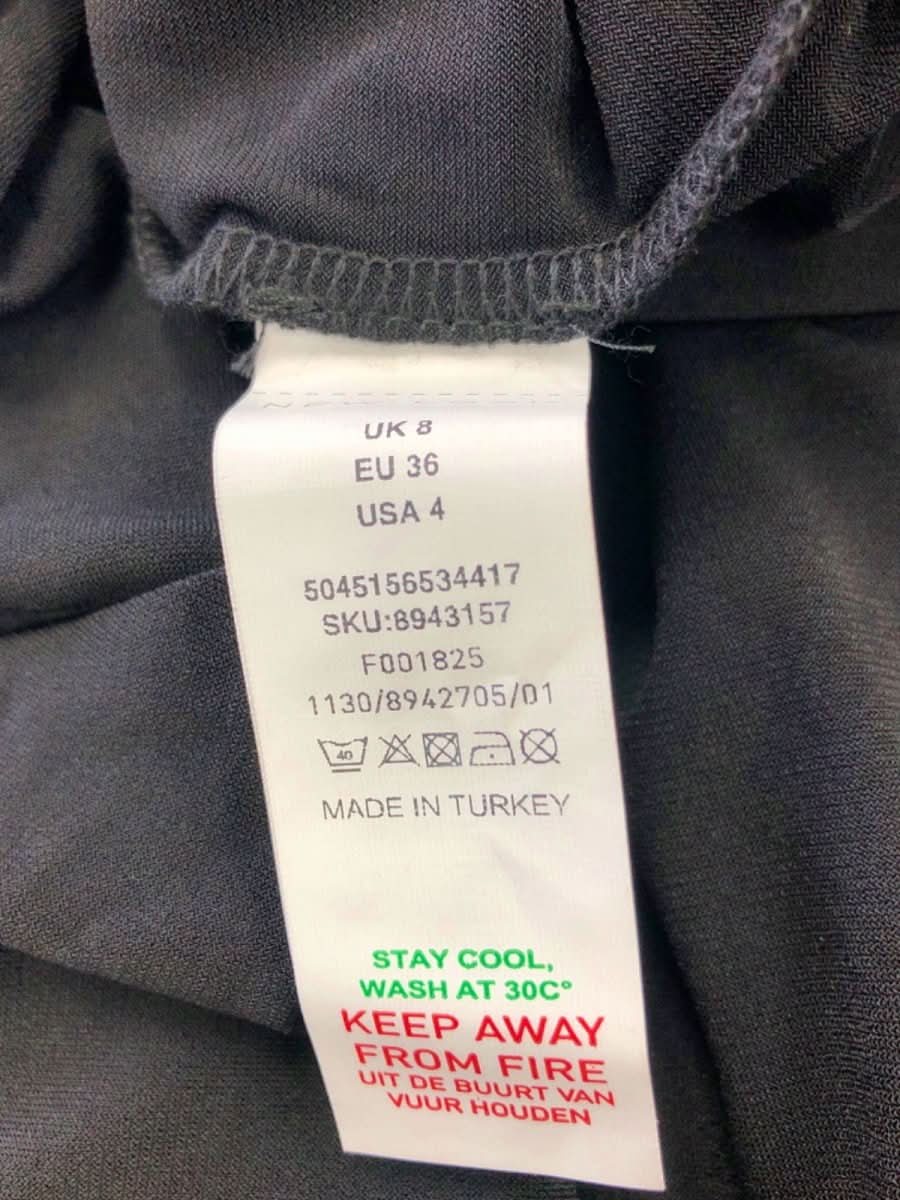 UK 8
EU 36
USA 4
5045156534417
SKU:8943157
F001825
1130/8942705/01
40
MADE IN TURKEY
STAY COOL,
WASH AT 30C°
KEEP AWAY
FROM FIRE
UIT DE BUURT VAN
VUUR HOUDEN